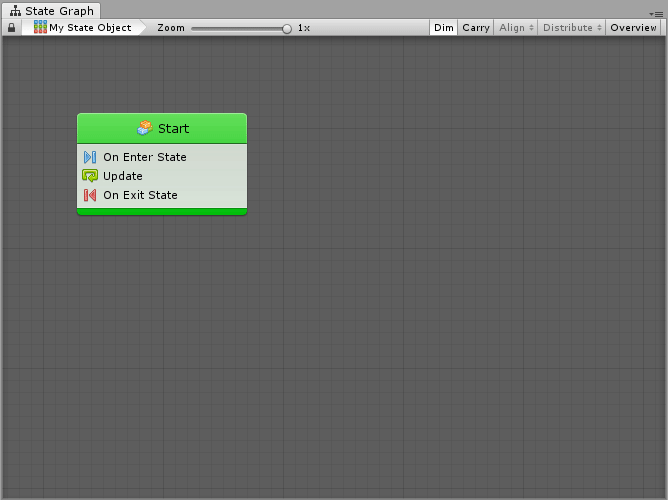 State Graph
My State Object Zoom 1x Dim Carry Align Distribute Overview
Start
On Enter State
Update
On Exit State